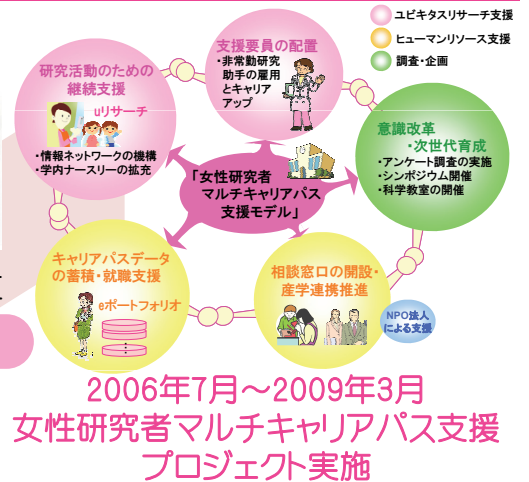 ユビキタスリサーチ支援
ヒューマンリソース支援
調査・企画
支援要員の配置
・非常勤研究
助手の雇用
とキャリア
アップ
研究活動のための
継続支援
uリサーチ
・情報ネットワークの機構
・学内ナースリーの拡充
意識改革
・次世代育成
・アンケート調査の実施
・シンポジウム開催
・科学教室の開催
「女性研究者
マルチキャリアパス
支援モデル」
キャリアパスデータ
の蓄積・就職支援
eポートフォリオ
相談窓口の開設・
産学連携推進
NPO法人
による支援
2006年7月～2009年3月
女性研究者マルチキャリアパス支援
プロジェクト実施